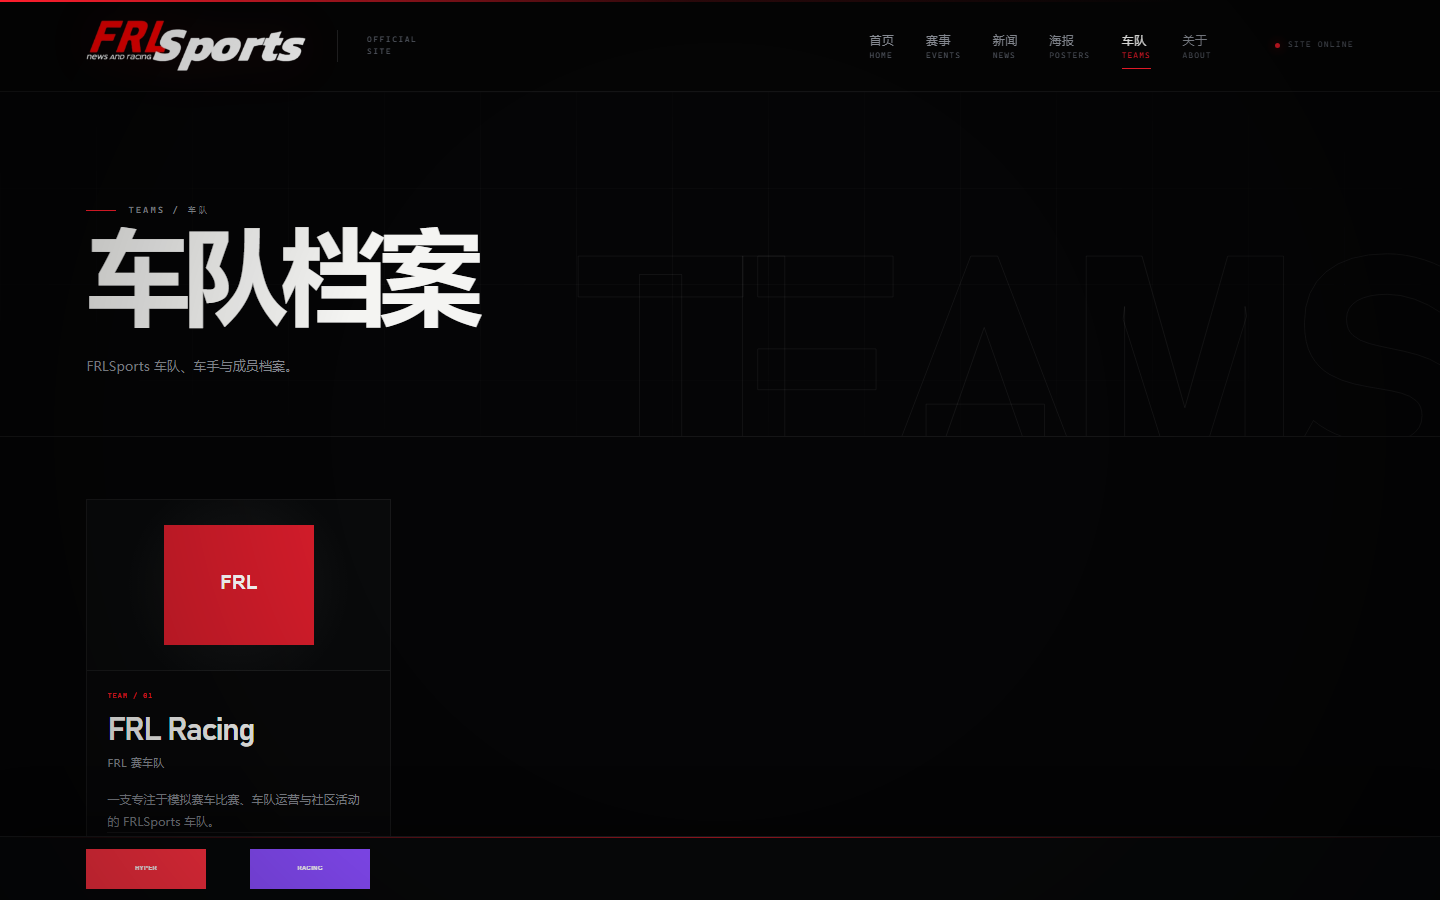 FRLSports
news and racing
OFFICIAL
SITE
首页
HOME
赛事
EVENTS
新闻
NEWS
海报
POSTERS
车队
TEAMS
关于
ABOUT
SITE ONLINE
TEAMS / 车队
车队档案
TEAMS
FRLSports 车队、车手与成员档案。
FRL
TEAM / 01
FRL Racing
FRL 赛车队
一支专注于模拟赛车比赛、车队运营与社区活动
的 FRLSports 车队。
HYPER
RACING